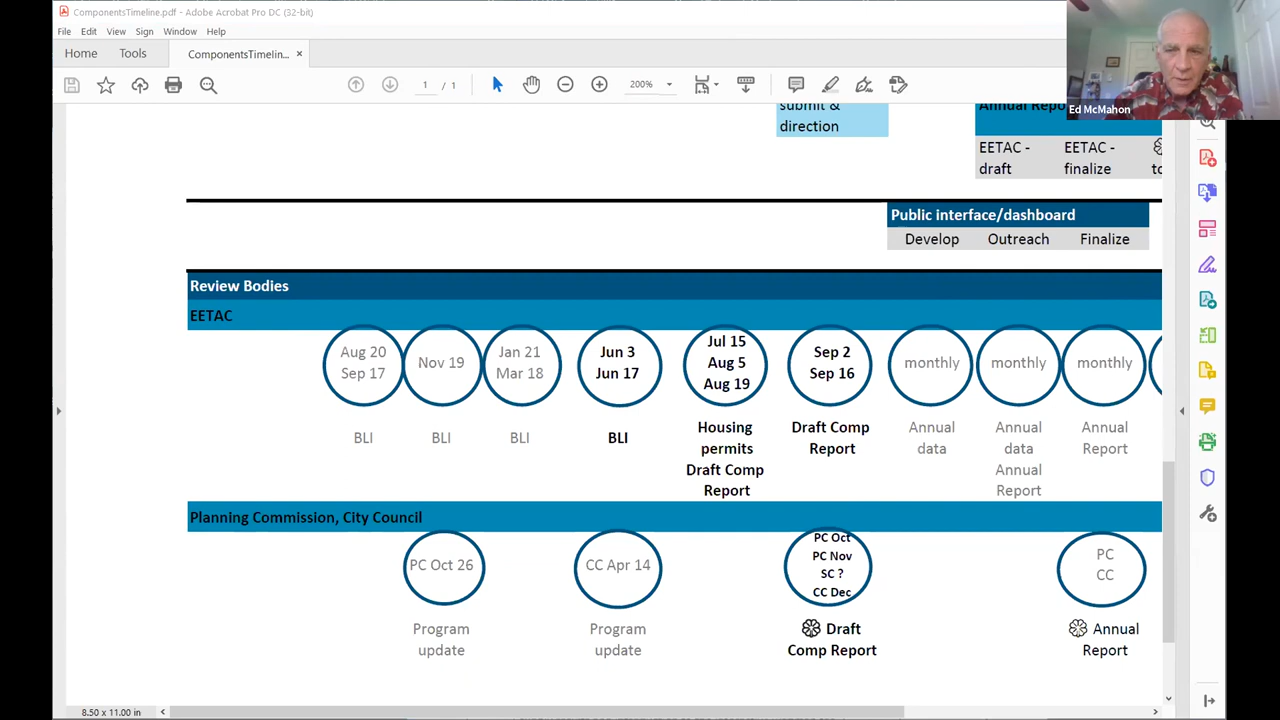 ComponentsTimeline.pdf - Adobe Acrobat Pro DC (32-bit)
File Edit View Sign Window Help
Home Tools ComponentsTimelin... ×
1 / 1 200%
Ed McMahon
submit &
direction
EETAC -
draft
EETAC -
finalize
Public interface/dashboard
Develop Outreach Finalize
Review Bodies
EETAC
Aug 20
Sep 17
Nov 19
Jan 21
Mar 18
Jun 3
Jun 17
Jul 15
Aug 5
Aug 19
Sep 2
Sep 16
monthly
monthly
monthly
BLI
BLI
BLI
BLI
Housing
permits
Draft Comp
Report
Draft Comp
Report
Annual
data
Annual
data
Annual
Report
Annual
Report
Planning Commission, City Council
PC Oct 26
CC Apr 14
PC Oct
PC Nov
SC ?
CC Dec
PC
CC
Program
update
Program
update
Draft
Comp Report
Annual
Report
8.50 x 11.00 in